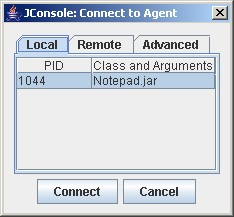 JConsole: Connect to Agent
Local Remote Advanced
PID Class and Arguments
1044 Notepad.jar
Connect Cancel